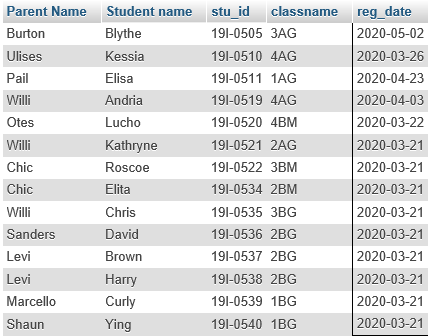 Parent Name Student name stu_id classname reg_date
Burton Blythe 19I-0505 3AG 2020-05-02
Ulises Kessia 19I-0510 4AG 2020-03-26
Pail Elisa 19I-0511 1AG 2020-04-23
Willi Andria 19I-0519 4AG 2020-04-03
Otes Lucho 19I-0520 4BM 2020-03-22
Willi Kathryne 19I-0521 2AG 2020-03-21
Chic Roscoe 19I-0522 3BM 2020-03-21
Chic Elita 19I-0534 2BM 2020-03-21
Willi Chris 19I-0535 3BG 2020-03-21
Sanders David 19I-0536 2BG 2020-03-21
Levi Brown 19I-0537 2BG 2020-03-21
Levi Harry 19I-0538 2BG 2020-03-21
Marcello Curly 19I-0539 1BG 2020-03-21
Shaun Ying 19I-0540 1BG 2020-03-21